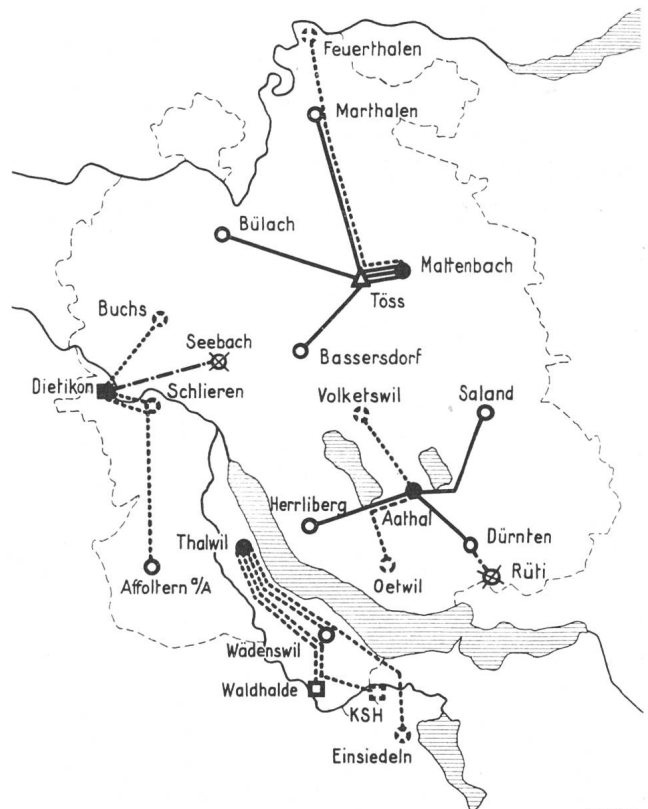 Feuerthalen
Marthalen
Bülach
Mattenbach
Töss
Buchs
Seebach
Bassersdorf
Dietikon
Schlieren
Volketswil
Saland
Herrliberg
Aathal
Dürnten
Thalwil
Rüti
Affoltern a/A
Oetwil
Wädenswil
Waldhalde
KSH
Einsiedeln